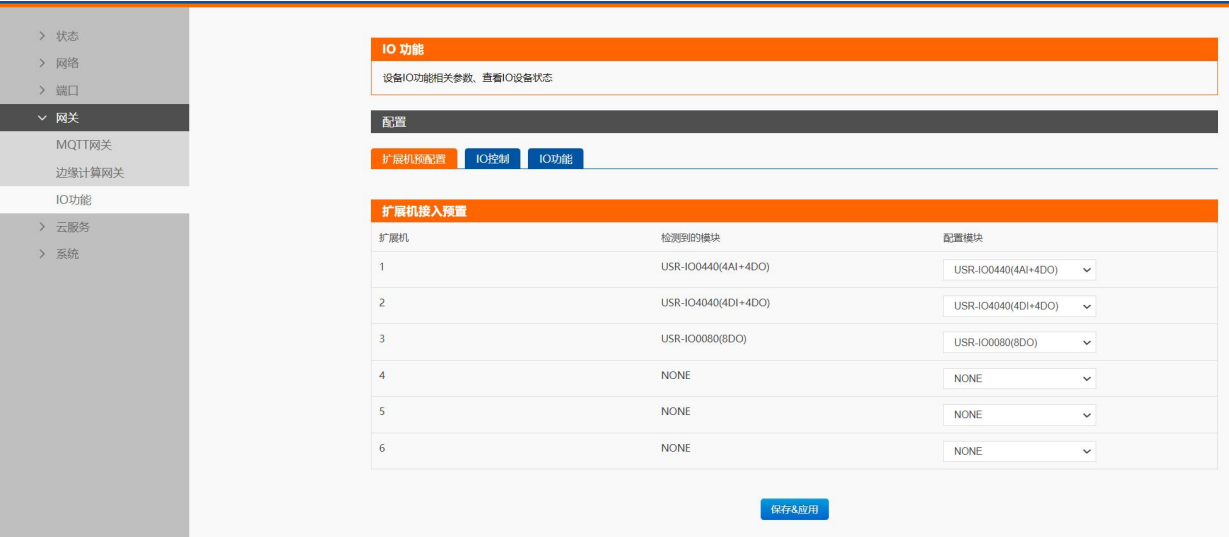 状态
网络
端口
网关
MQTT网关
边缘计算网关
IO功能
云服务
系统
IO 功能
设备IO功能相关参数、查看IO设备状态
配置
扩展机预配置 IO控制 IO功能
扩展机接入预置
扩展机 检测到的模块 配置模块
1 USR-IO0440(4AI+4DO) USR-IO0440(4AI+4DO)
2 USR-IO4040(4DI+4DO) USR-IO4040(4DI+4DO)
3 USR-IO0080(8DO) USR-IO0080(8DO)
4 NONE NONE
5 NONE NONE
6 NONE NONE
保存&应用